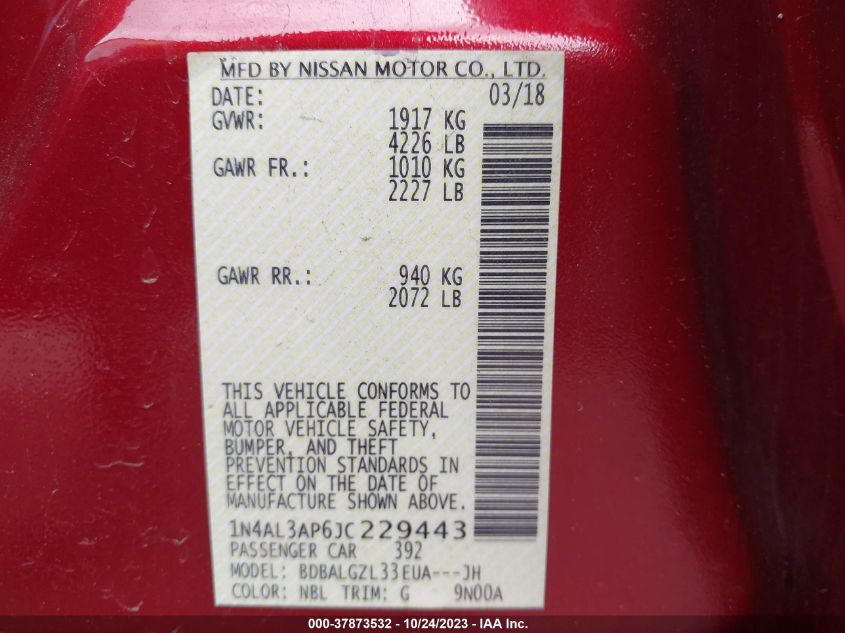 MFD BY NISSAN MOTOR CO., LTD.
DATE: 03/18
GVWR: 1917 KG
4226 LB
GAWR FR.: 1010 KG
2227 LB
GAWR RR.: 940 KG
2072 LB
THIS VEHICLE CONFORMS TO
ALL APPLICABLE FEDERAL
MOTOR VEHICLE SAFETY,
BUMPER, AND THEFT
PREVENTION STANDARDS IN
EFFECT ON THE DATE OF
MANUFACTURE SHOWN ABOVE.
1N4AL3AP6JC229443
PASSENGER CAR 392
MODEL: BDBALGZL33EUA---JH
COLOR: NBL TRIM: G 9N00A
000-37873532 - 10/24/2023 - IAA Inc.